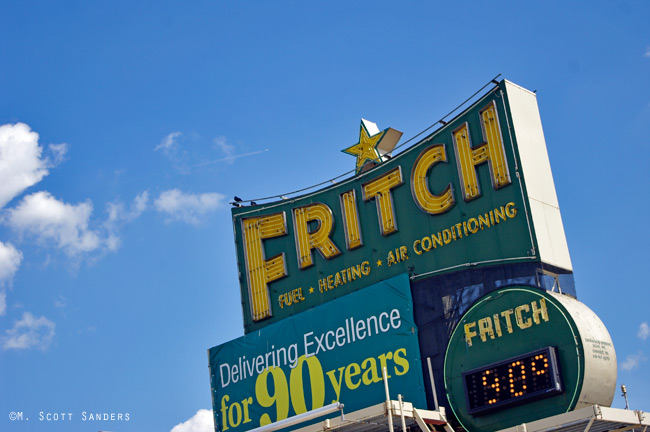 FRITCH
FUEL ★ HEATING ★ AIR CONDITIONING
Delivering Excellence
for 90 years
FRITCH
90°
©M. SCOTT SANDERS